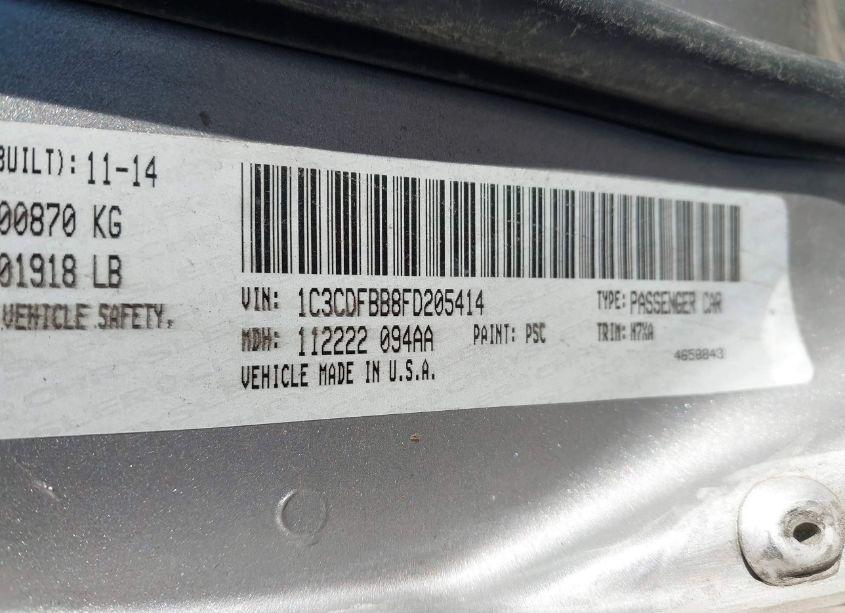 BUILT): 11-14
00870 KG
01918 LB
VEHICLE SAFETY,
VIN: 1C3CDFBB8FD205414 TYPE: PASSENGER CAR
MDH: 112222 094AA PAINT: PSC TRIM: H7XA
VEHICLE MADE IN U.S.A. 4658843